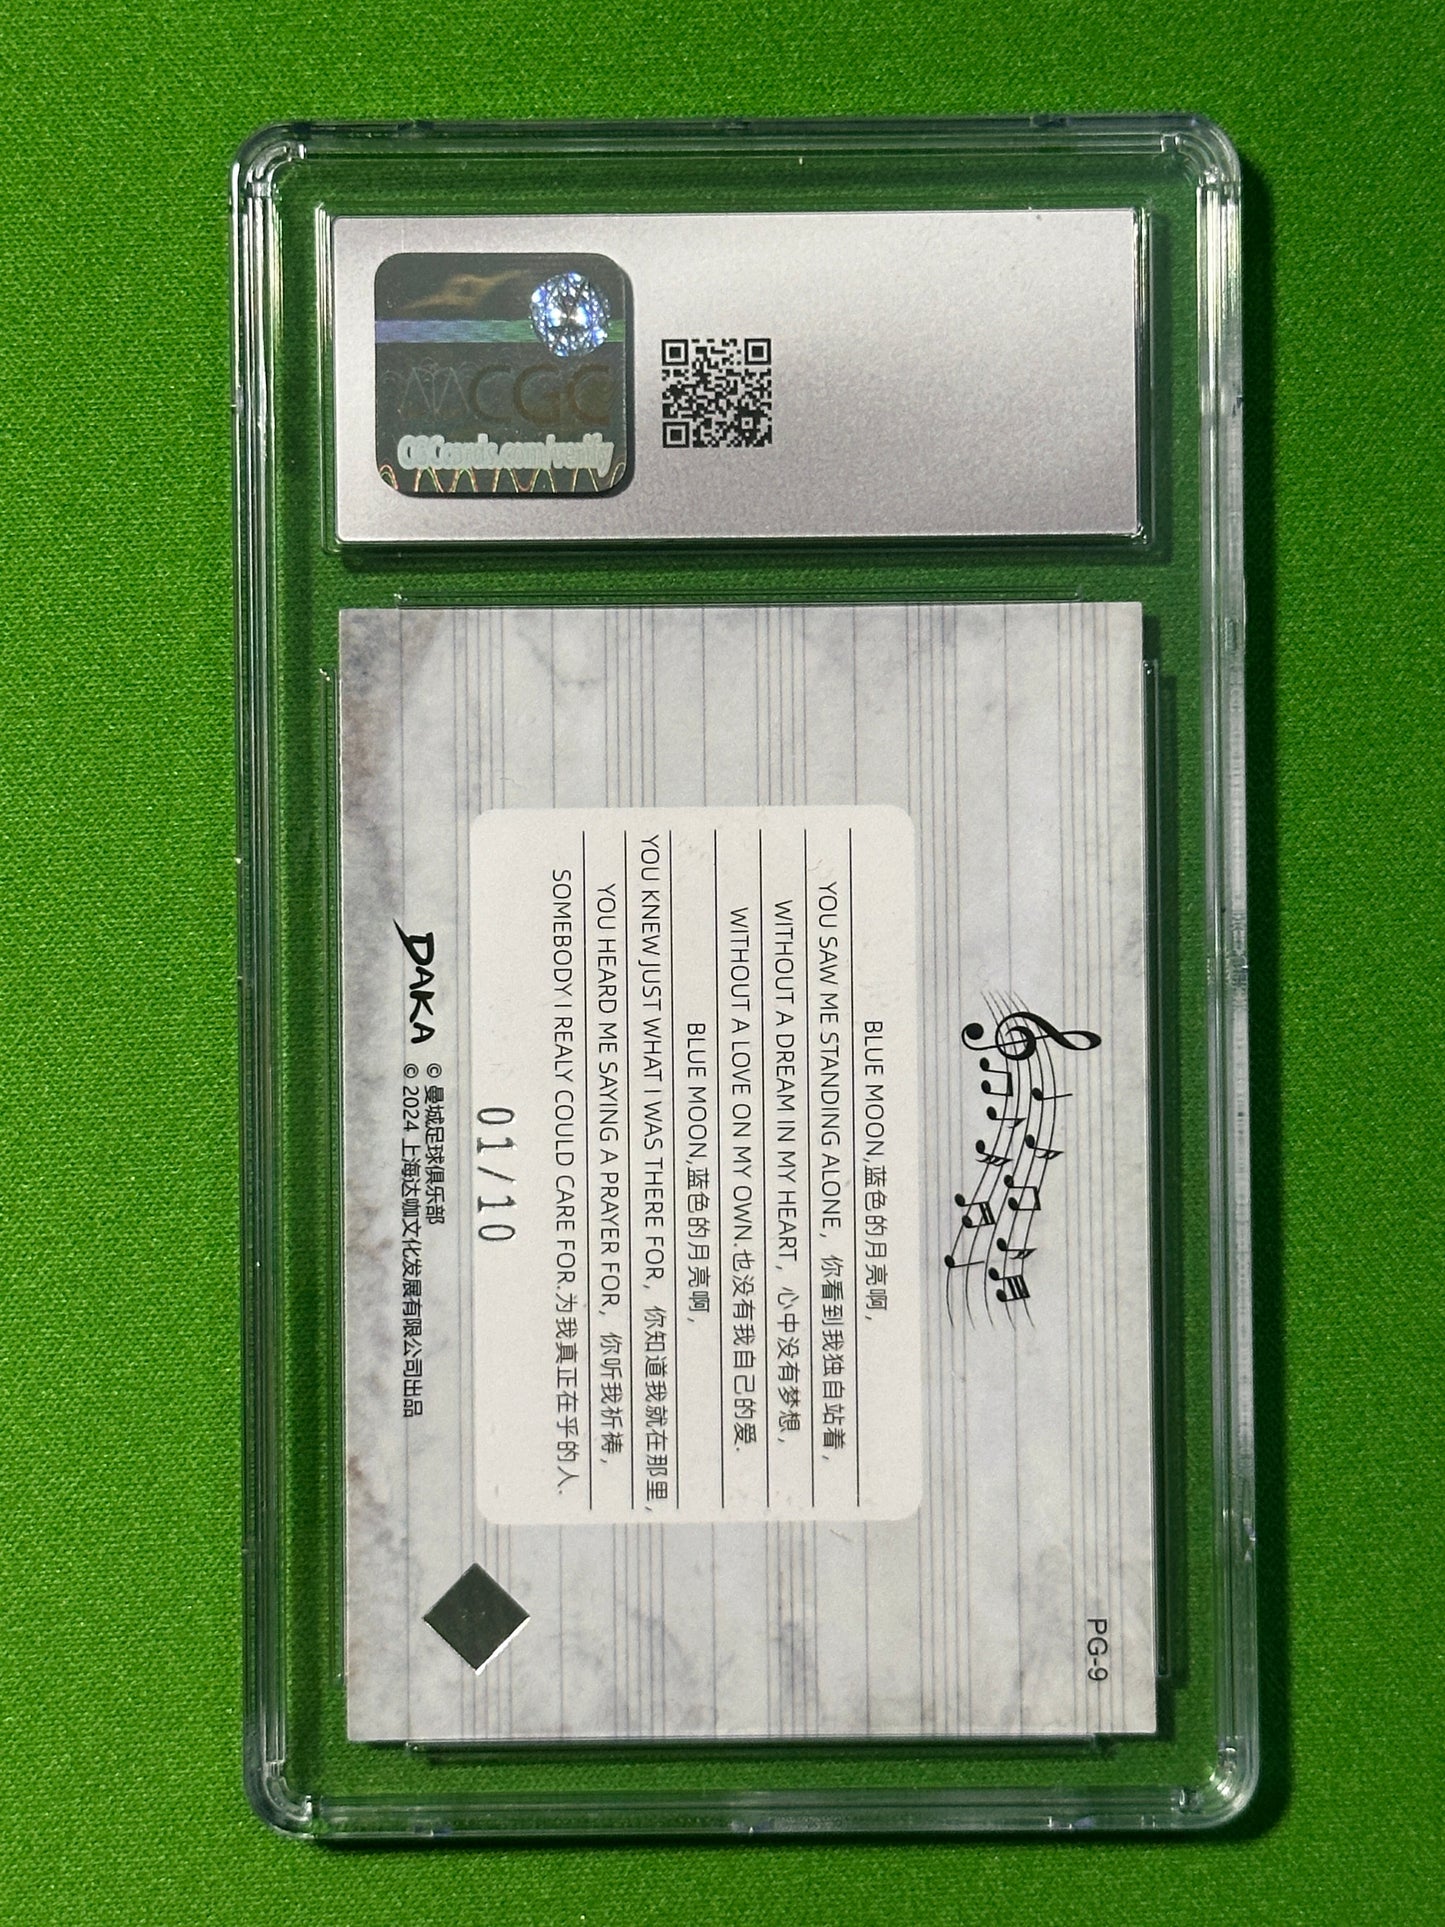 CGC
CGCcards.com/verify
PG-9
BLUE MOON,蓝色的月亮啊,
YOU SAW ME STANDING ALONE，你看到我独自站着,
WITHOUT A DREAM IN MY HEART，心中没有梦想,
WITHOUT A LOVE ON MY OWN.也没有我自己的爱.
BLUE MOON,蓝色的月亮啊,
YOU KNEW JUST WHAT I WAS THERE FOR，你知道我就在那里,
YOU HEARD ME SAYING A PRAYER FOR，你听我祈祷,
SOMEBODY I REALY COULD CARE FOR.为我真正在乎的人.
01/10
DAKA
© 曼城足球俱乐部
© 2024 上海达咖文化发展有限公司出品